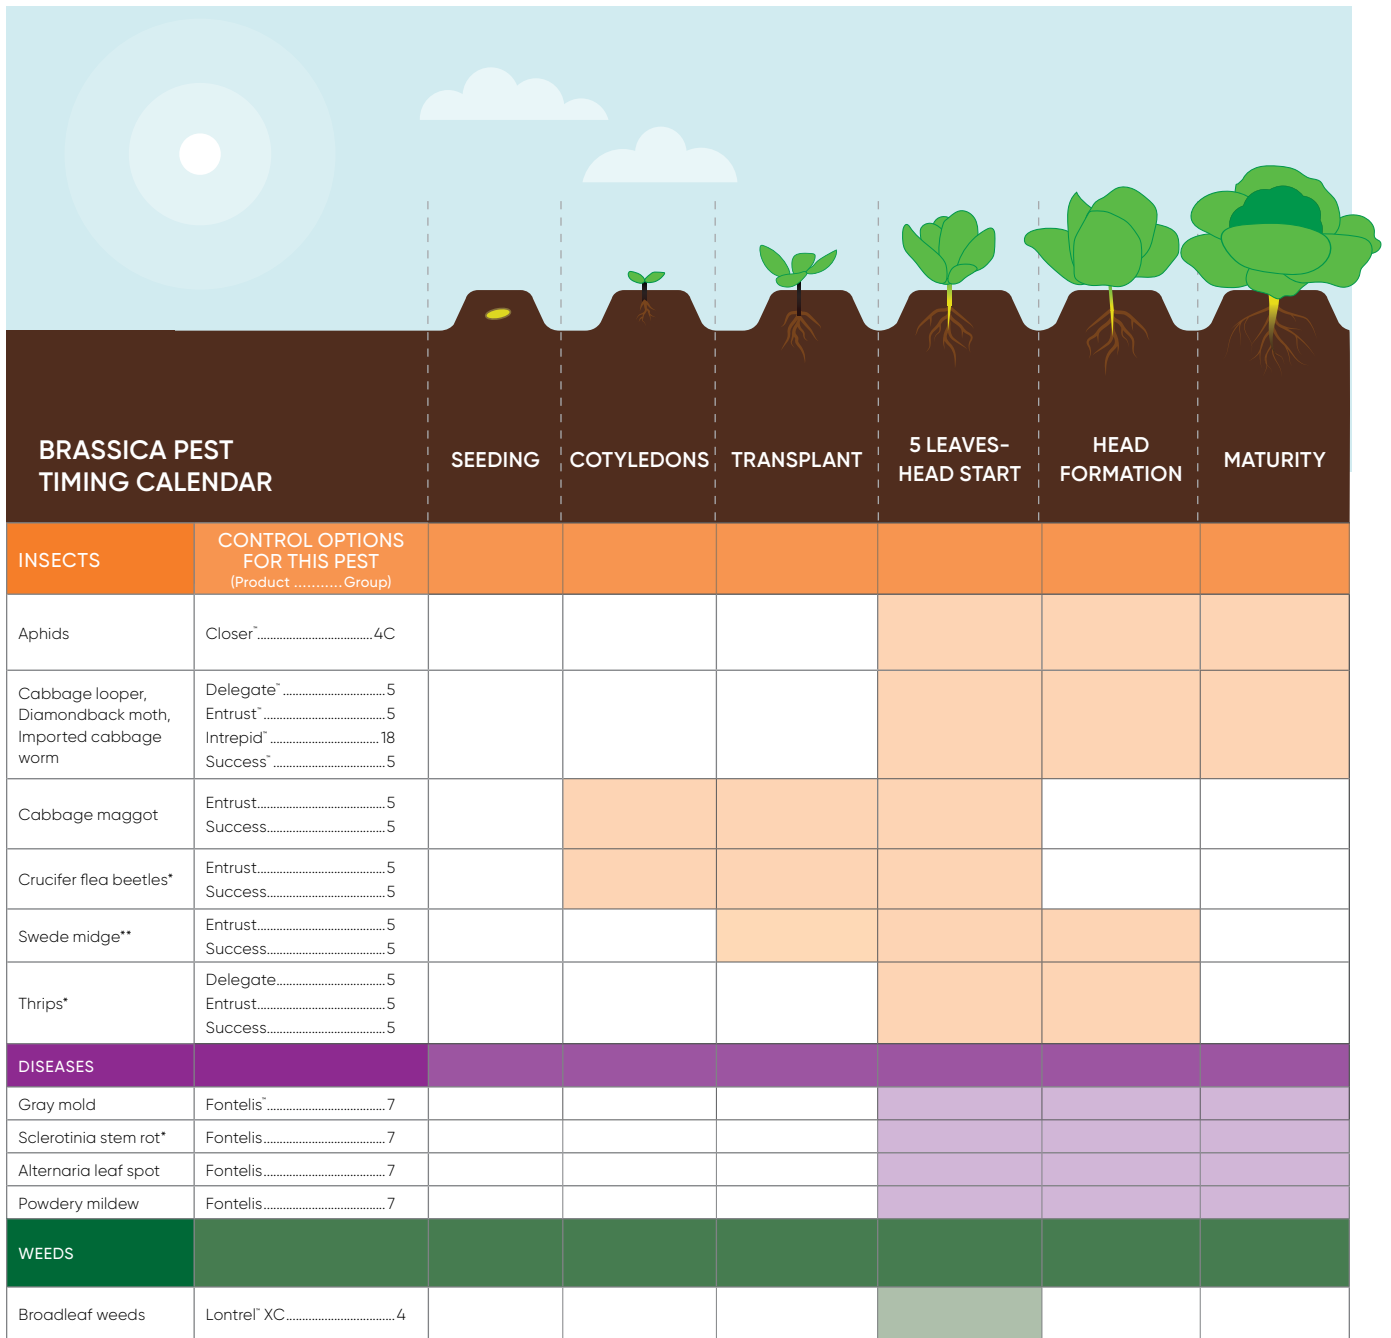 BRASSICA PEST
TIMING CALENDAR
SEEDING
COTYLEDONS
TRANSPLANT
5 LEAVES–
HEAD START
HEAD
FORMATION
MATURITY
INSECTS
CONTROL OPTIONS
FOR THIS PEST
(Product ...........Group)
Aphids
Closer™....................................4C
Cabbage looper,
Diamondback moth,
Imported cabbage
worm
Delegate™................................5
Entrust™......................................5
Intrepid™..................................18
Success™...................................5
Cabbage maggot
Entrust........................................5
Success.....................................5
Crucifer flea beetles*
Entrust........................................5
Success.....................................5
Swede midge**
Entrust........................................5
Success.....................................5
Thrips*
Delegate..................................5
Entrust........................................5
Success.....................................5
DISEASES
Gray mold
Fontelis™.....................................7
Sclerotinia stem rot*
Fontelis......................................7
Alternaria leaf spot
Fontelis......................................7
Powdery mildew
Fontelis......................................7
WEEDS
Broadleaf weeds
Lontrel™ XC..................................4